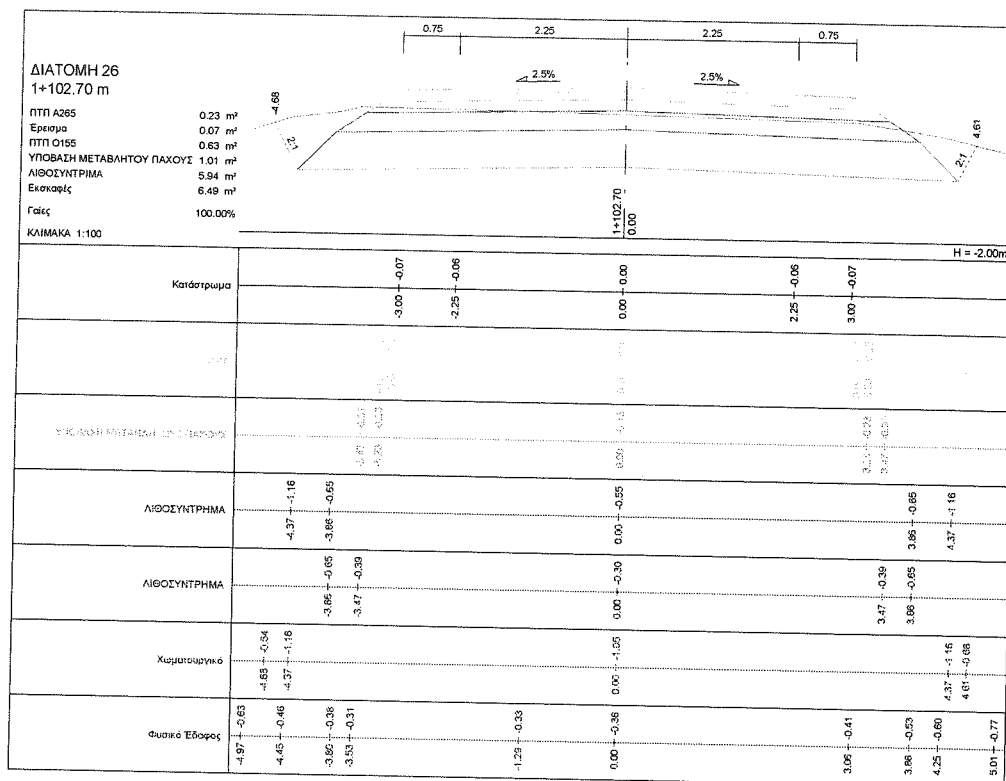 0.75 2.25 2.25 0.75
ΔΙΑΤΟΜΗ 26
1+102.70 m
2.5% 2.5%
-4.68
4.61
2:1
2:1
ΠΤΠ Α265 0.23 m²
Έρεισμα 0.07 m²
ΠΤΠ Ο155 0.63 m²
ΥΠΟΒΑΣΗ ΜΕΤΑΒΛΗΤΟΥ ΠΑΧΟΥΣ 1.01 m²
ΛΙΘΟΣΥΝΤΡΙΜΑ 5.94 m²
Εκσκαφές 6.49 m²
Γαίες 100.00%
1+102.70
0.00
ΚΛΙΜΑΚΑ 1:100
H = -2.00m
Κατάστρωμα
-0.07 -0.06 0.00 -0.06 -0.07
-3.00 -2.25 0.00 2.25 3.00
ΛΙΘΟΣΥΝΤΡΗΜΑ
-1.16 -0.65 -0.55 -0.65 -1.16
-4.37 -3.86 0.00 3.86 4.37
ΛΙΘΟΣΥΝΤΡΗΜΑ
-0.65 -0.39 -0.30 -0.39 -0.65
-3.86 -3.47 0.00 3.47 3.86
Χωματουργικό
-0.54 -1.16 -1.05 -1.16 -0.68
-4.68 -4.37 0.00 4.37 4.61
Φυσικό Έδαφος
-0.63 -0.46 -0.38 -0.31 -0.33 -0.36 -0.41 -0.53 -0.60 -0.77
-4.97 -4.45 -3.80 -3.53 -1.29 0.00 3.06 3.86 4.25 5.01